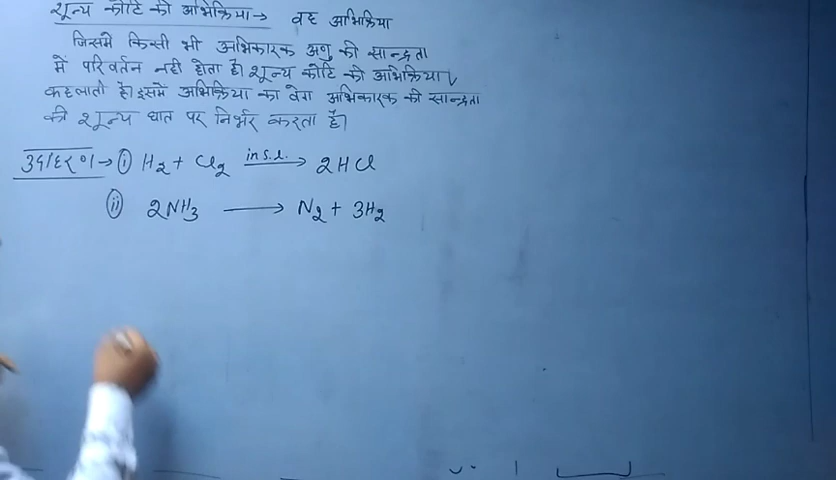 शून्य कोटि की अभिक्रिया→ वह अभिक्रिया
जिसमे किसी भी अभिकारक अणु की सान्द्रता
में परिवर्तन नही होता है। शून्य कोटि की अभिक्रिया
कहलाती है। इसमे अभिक्रिया का वेग अभिकारक की सान्द्रता
की शून्य घात पर निर्भर करता है।
उदाहरण→ (i) H₂ + Cl₂ in s.l. ⟶ 2HCl
(ii) 2NH₃ ⟶ N₂ + 3H₂